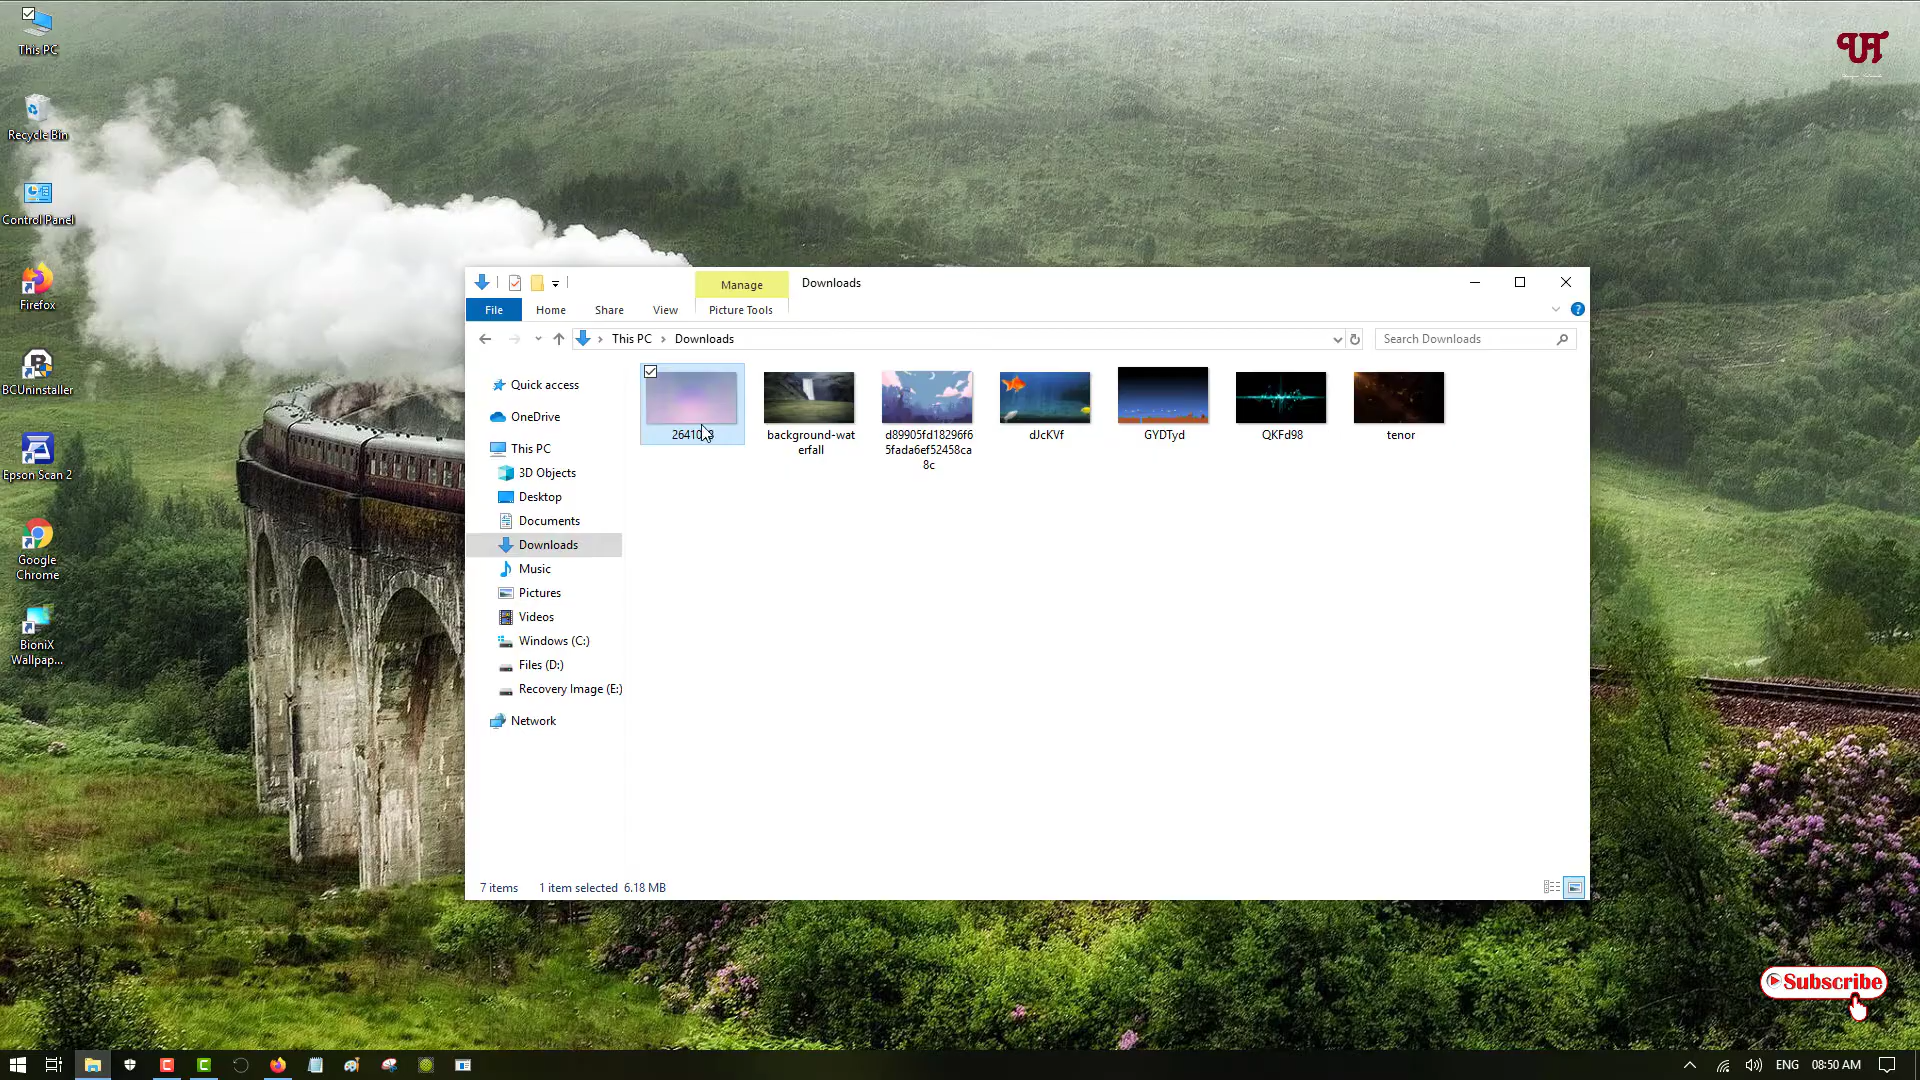 This PC
Recycle Bin
Control Panel
Firefox
BCUninstaller
Epson Scan 2
Google
Chrome
BioniX
Wallpap...
UT
Manage
Downloads
File
Home
Share
View
Picture Tools
This PC
Downloads
Search Downloads
Quick access
OneDrive
This PC
3D Objects
Desktop
Documents
Downloads
Music
Pictures
Videos
Windows (C:)
Files (D:)
Recovery Image (E:)
Network
background-wat
erfall
d89905fd18296f6
5fada6ef52458ca
8c
dJcKVf
GYDTyd
QKFd98
tenor
7 items
1 item selected
6.18 MB
Subscribe
ENG
08:50 AM